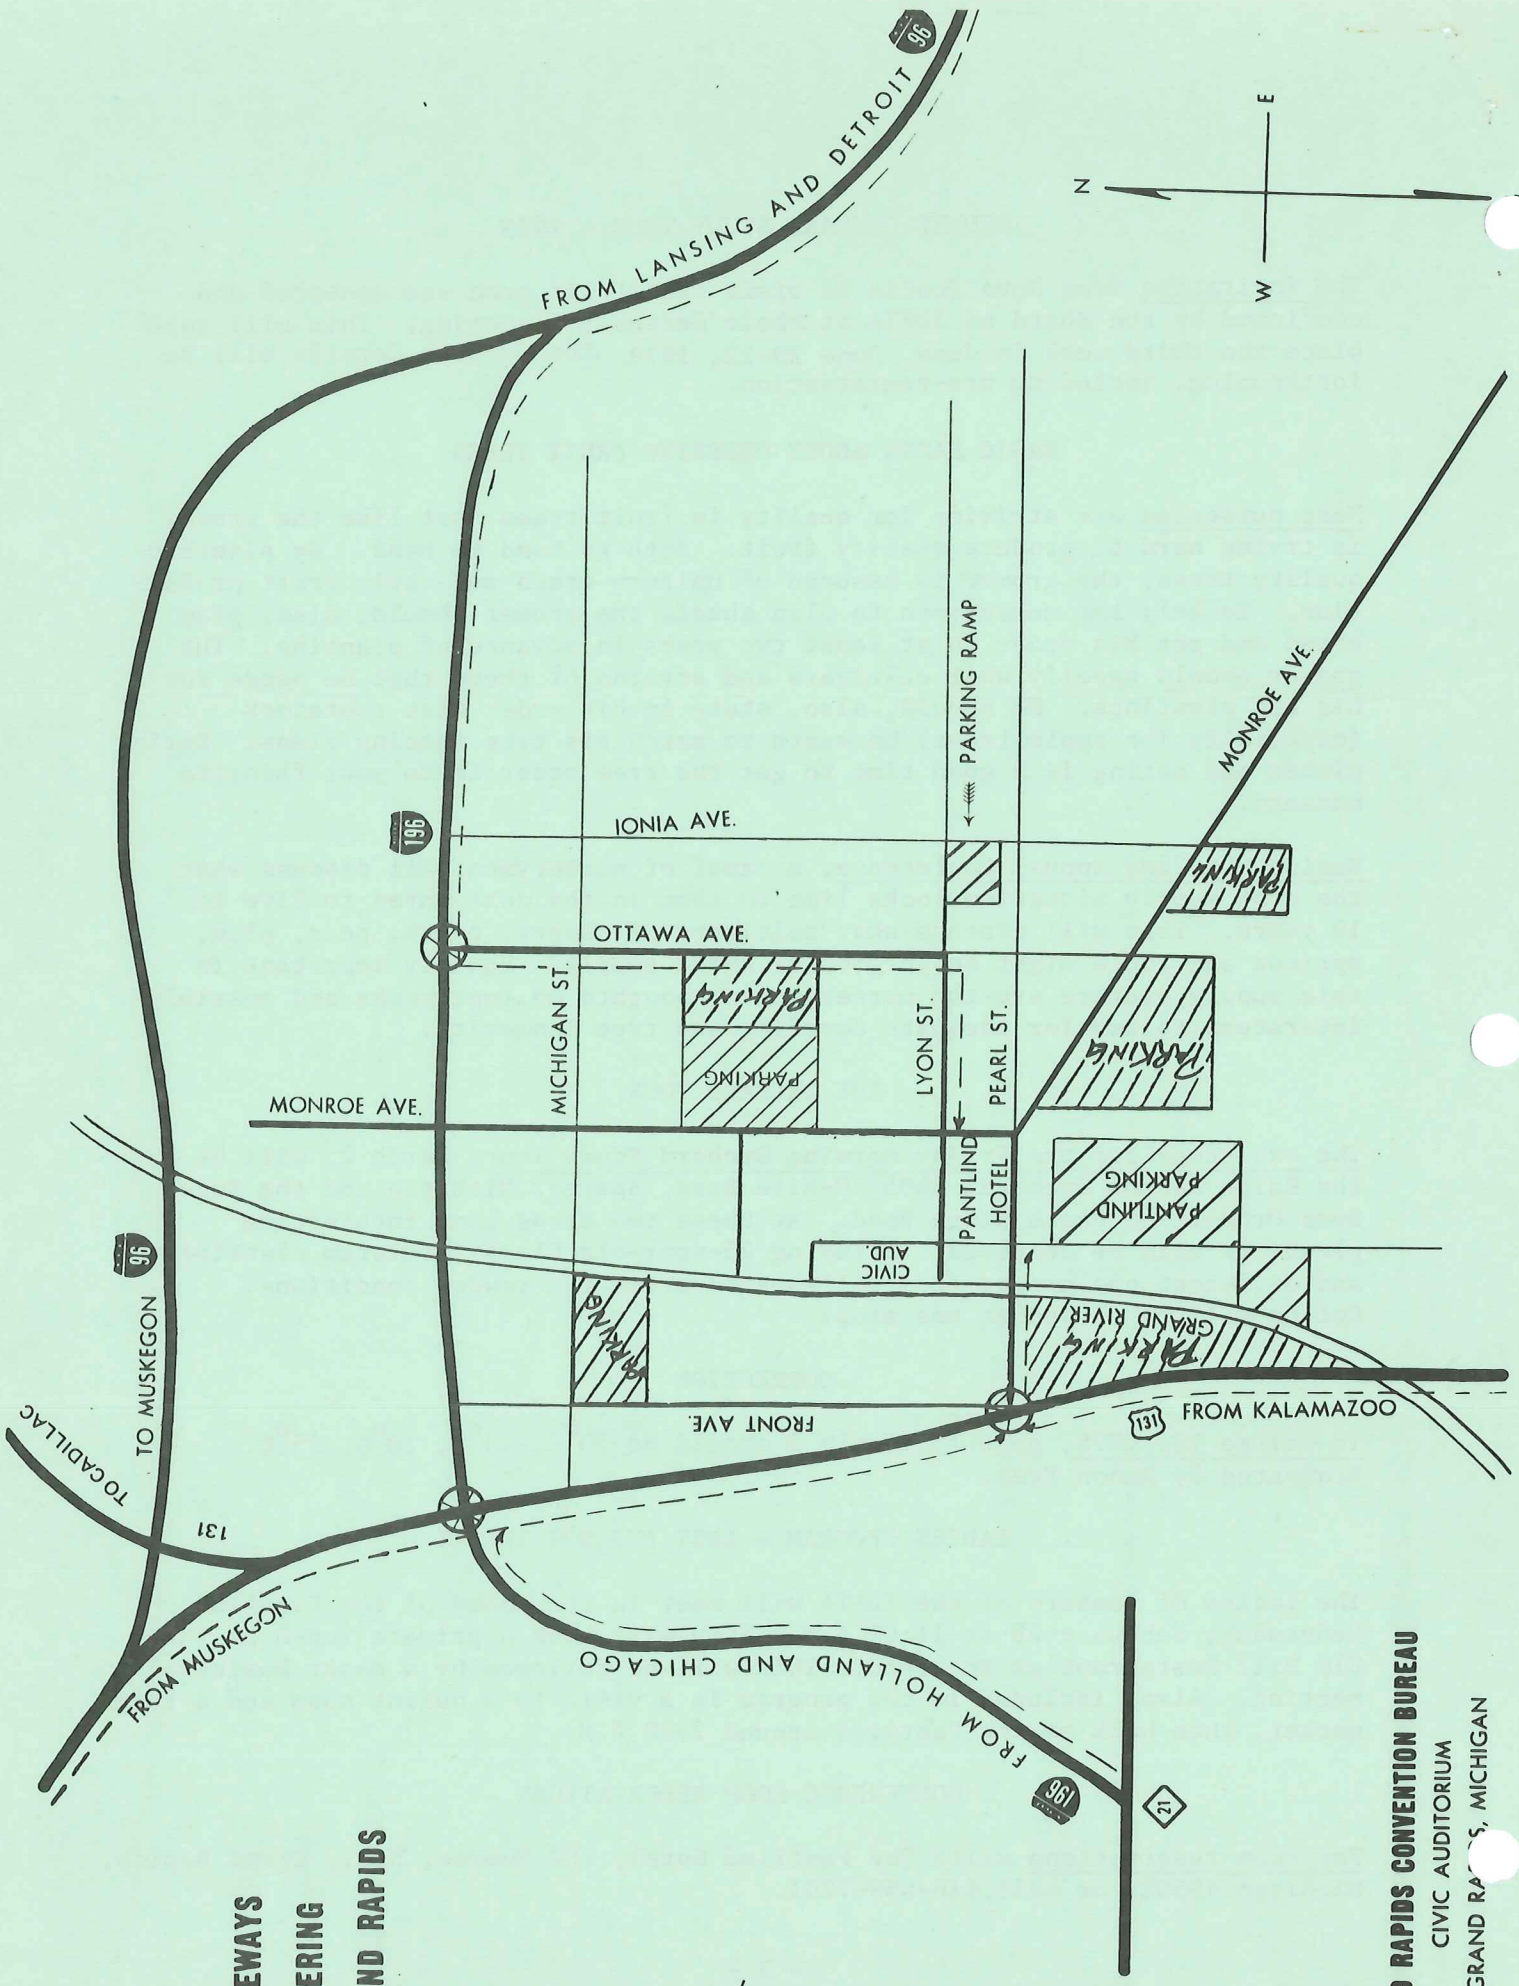 EWAYS
ERING
ND RAPIDS
96
FROM LANSING AND DETROIT
N
W
E
196
IONIA AVE.
PARKING RAMP
MONROE AVE.
PARKING
OTTAWA AVE.
PARKING
PARKING
MICHIGAN ST.
LYON ST.
PEARL ST.
PARKING
MONROE AVE.
PANTLIND
HOTEL
PANTLIND
PARKING
CIVIC
AUD.
96
TO MUSKEGON
TO CADILLAC
131
PARKING
GRAND RIVER
PARKING
FRONT AVE.
131
FROM KALAMAZOO
FROM MUSKEGON
FROM HOLLAND AND CHICAGO
196
21
D RAPIDS CONVENTION BUREAU
CIVIC AUDITORIUM
GRAND RA S, MICHIGAN